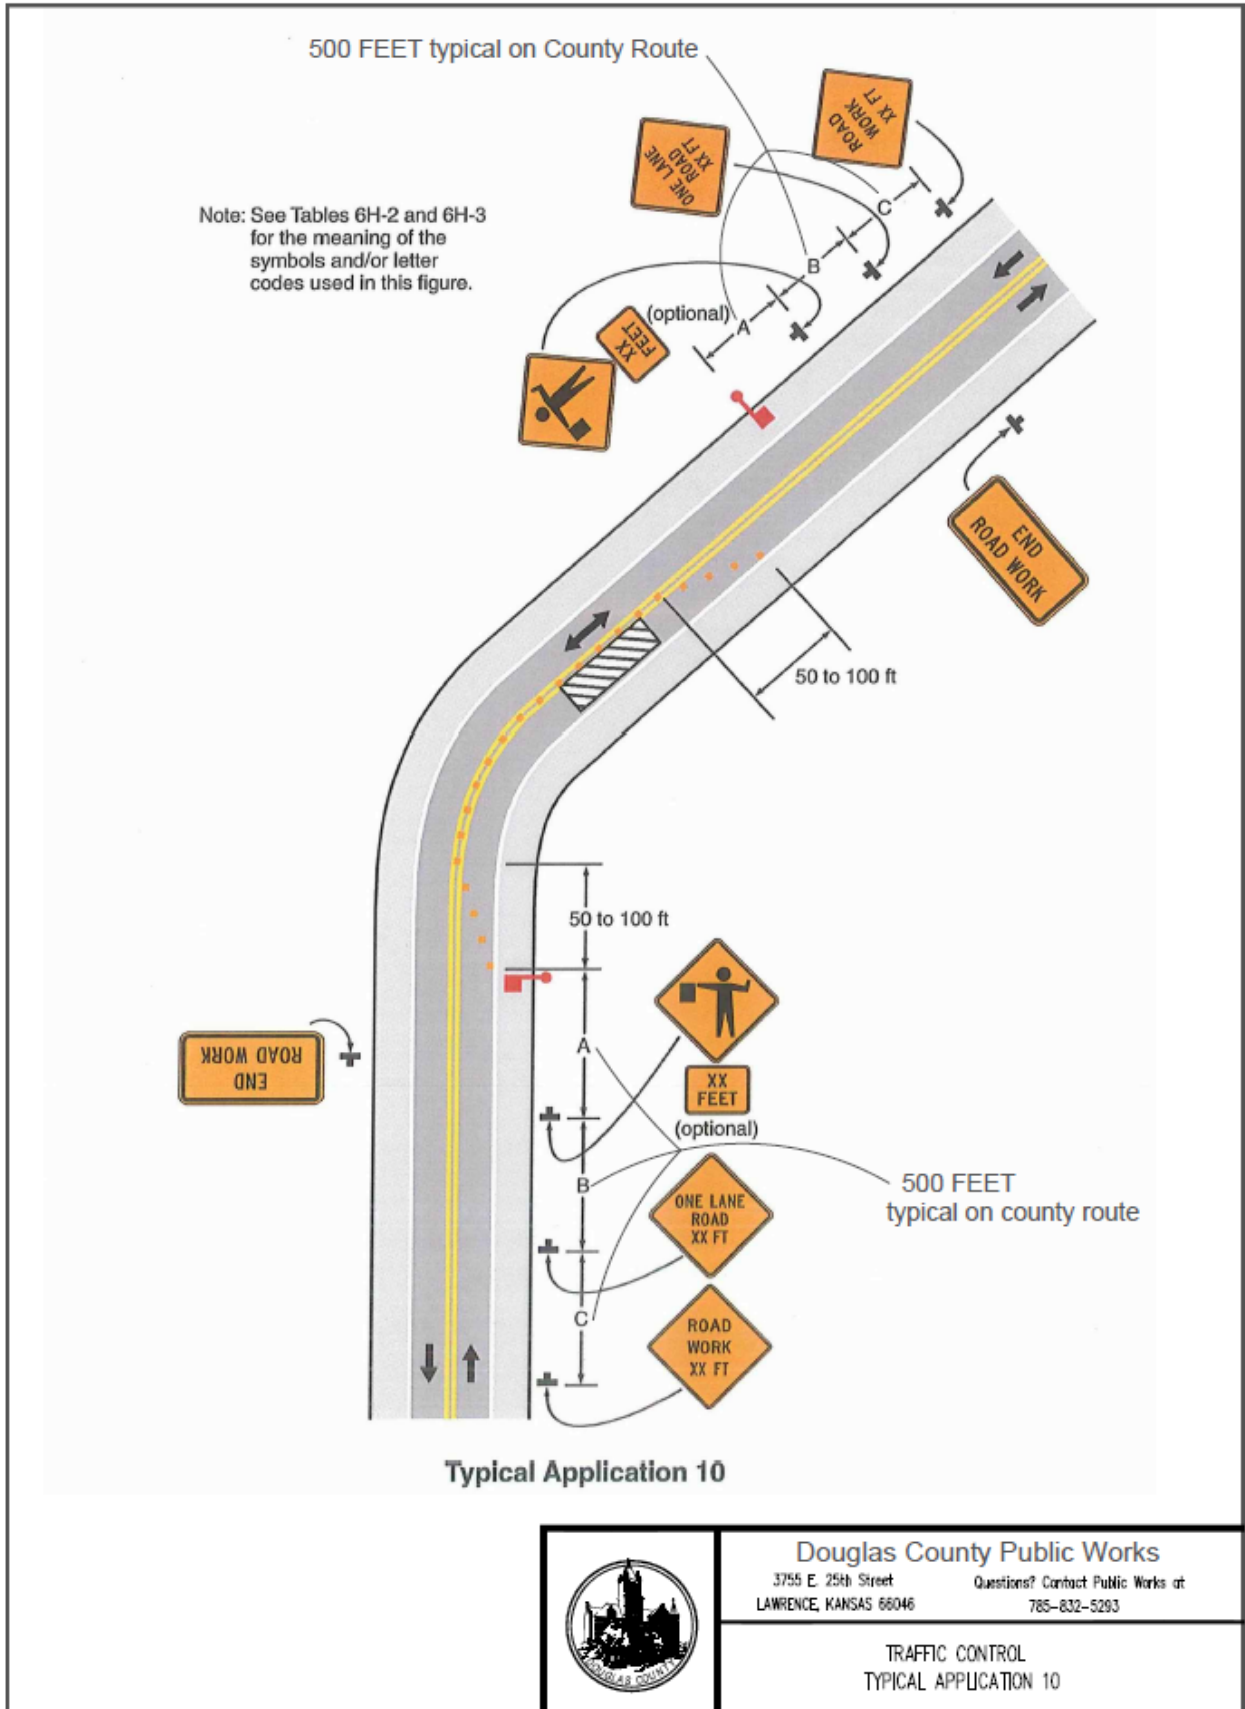 500 FEET typical on County Route
ROAD
WORK
XX FT
ONE LANE
ROAD
XX FT
Note: See Tables 6H-2 and 6H-3
for the meaning of the
symbols and/or letter
codes used in this figure.
C
B
A
(optional)
XX
FEET
END
ROAD WORK
50 to 100 ft
50 to 100 ft
A
XX
FEET
(optional)
END
ROAD WORK
B
ONE LANE
ROAD
XX FT
500 FEET
typical on county route
C
ROAD
WORK
XX FT
Typical Application 10
DOUGLAS COUNTY
Douglas County Public Works
3755 E. 25th Street
LAWRENCE, KANSAS 66046
Questions? Contact Public Works at
785-832-5293
TRAFFIC CONTROL
TYPICAL APPLICATION 10